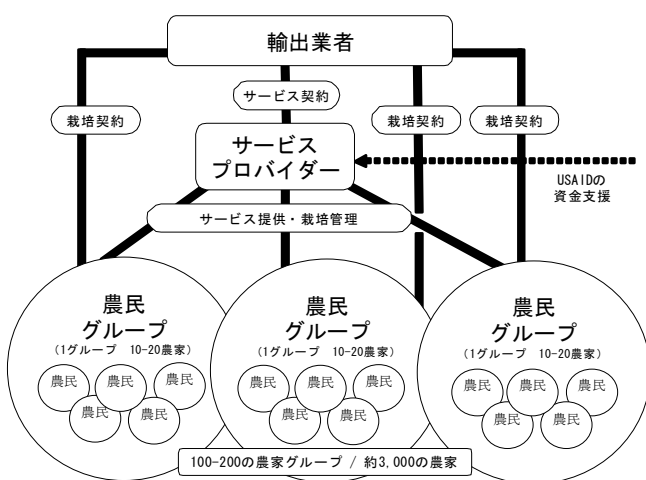 輸出業者
サービス契約
栽培契約
栽培契約
栽培契約
サービス
プロバイダー
USAIDの
資金支援
サービス提供・栽培管理
農民
グループ
（1グループ 10-20農家）
農民
農民
農民
農民
農民
農民
グループ
（1グループ 10-20農家）
農民
農民
農民
農民
農民
農民
グループ
（1グループ 10-20農家）
農民
農民
農民
農民
農民
100-200の農家グループ / 約3,000の農家